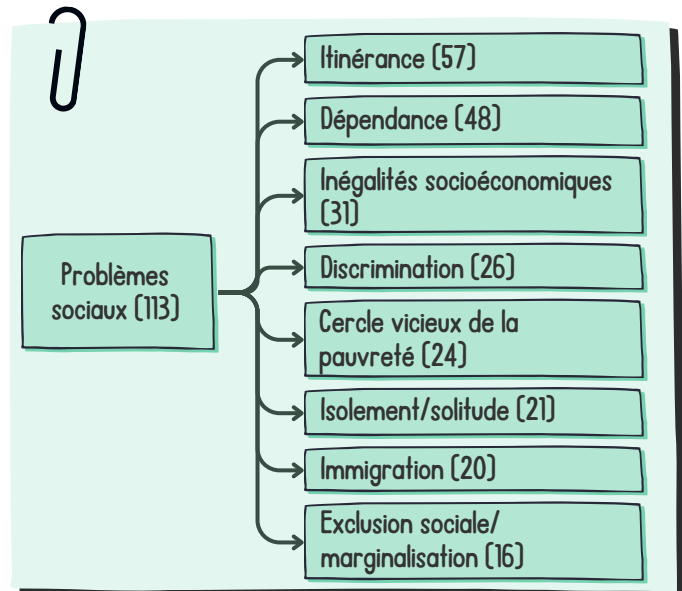 Problèmes
sociaux (113)
Itinérance (57)
Dépendance (48)
Inégalités socioéconomiques
(31)
Discrimination (26)
Cercle vicieux de la
pauvreté (24)
Isolement/solitude (21)
Immigration (20)
Exclusion sociale/
marginalisation (16)